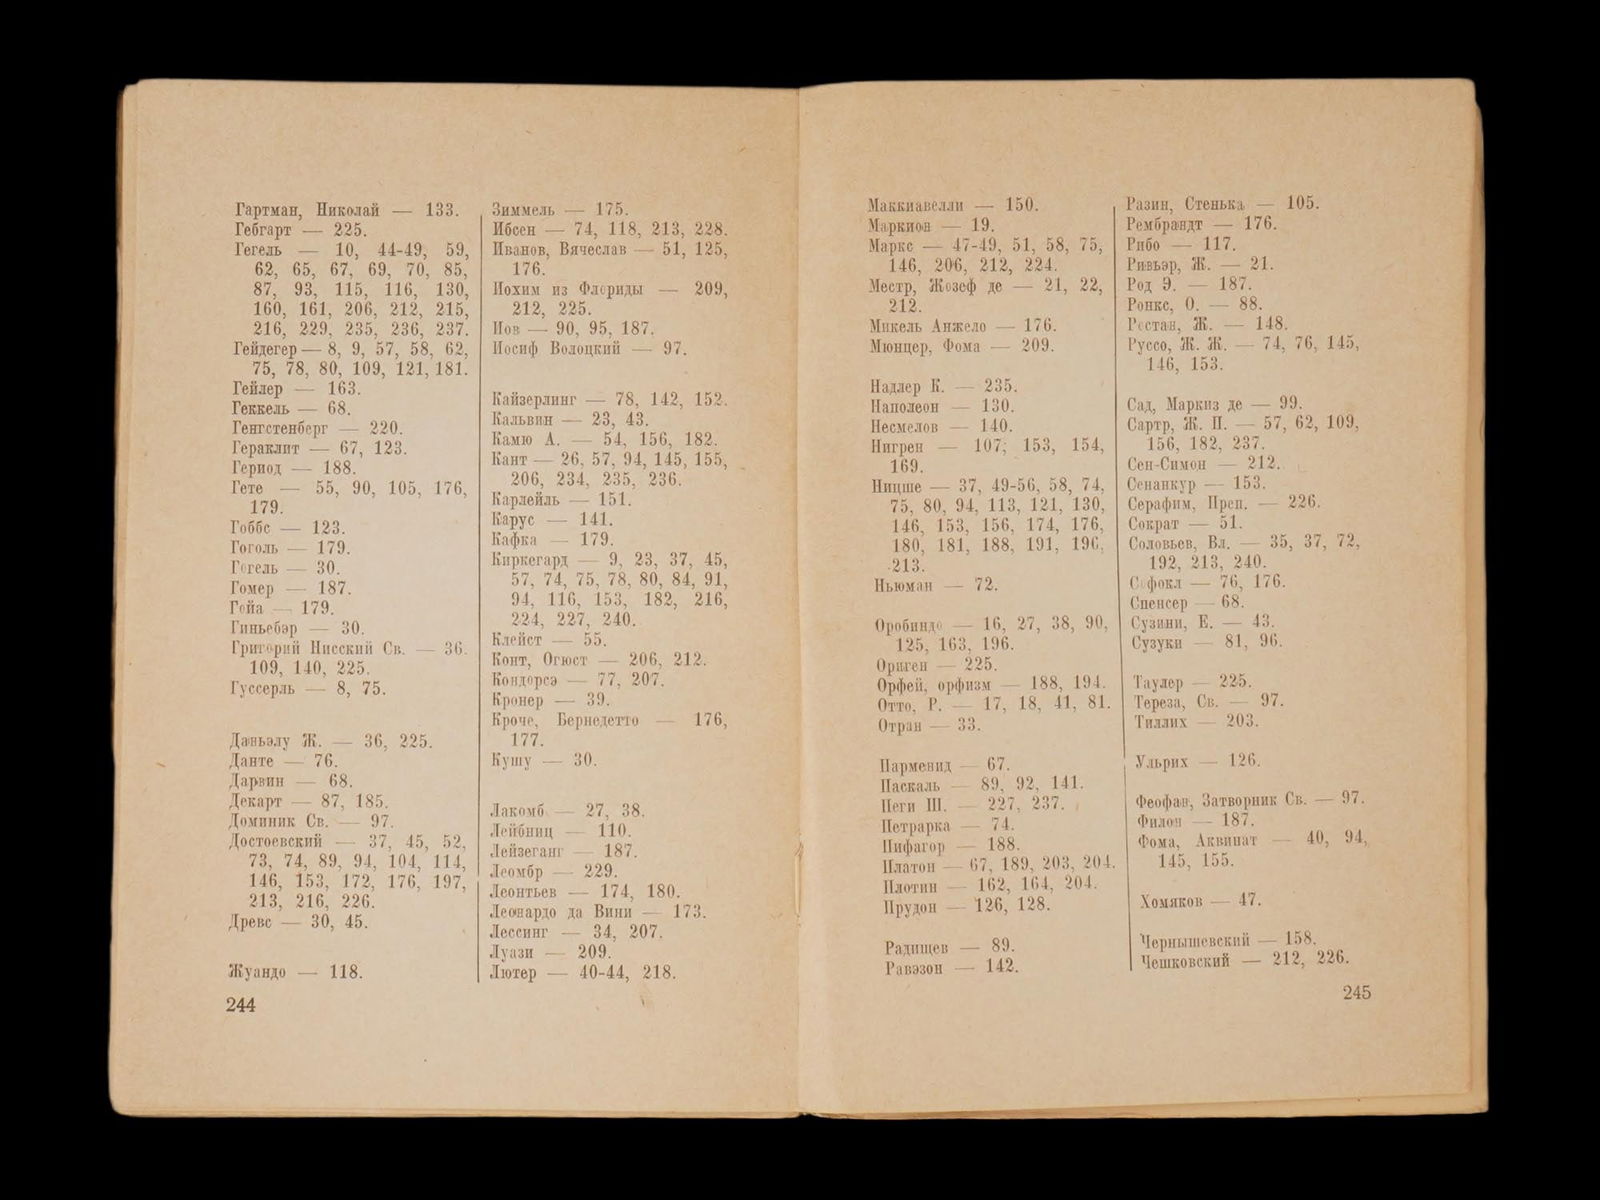 Гартман, Николай — 133.
Гебгарт — 225.
Гегель — 10, 44-49, 59,
62, 65, 67, 69, 70, 85,
87, 93, 115, 116, 130,
160, 161, 206, 212, 215,
216, 229, 235, 236, 237.
Гейдегер — 8, 9, 57, 58, 62,
75, 78, 80, 109, 121, 181.
Гейлер — 163.
Геккель — 68.
Генгстенберг — 220.
Гераклит — 67, 123.
Гериод — 188.
Гете — 55, 90, 105, 176,
179.
Гоббс — 123.
Гоголь — 179.
Гогель — 30.
Гомер — 187.
Гойа — 179.
Гиньебэр — 30.
Григорий Нисский Св. — 36.
109, 140, 225.
Гуссерль — 8, 75.
Даньэлу Ж. — 36, 225.
Данте — 76.
Дарвин — 68.
Декарт — 87, 185.
Доминик Св. — 97.
Достоевский — 37, 45, 52,
73, 74, 89, 94, 104, 114,
146, 153, 172, 176, 197,
213, 216, 226.
Древс — 30, 45.
Жуандо — 118.
244
Зиммель — 175.
Ибсен — 74, 118, 213, 228.
Иванов, Вячеслав — 51, 125,
176.
Иохим из Флориды — 209,
212, 225.
Иов — 90, 95, 187.
Иосиф Волоцкий — 97.
Кайзерлинг — 78, 142, 152.
Кальвин — 23, 43.
Камю А. — 54, 156, 182.
Кант — 26, 57, 94, 145, 155,
206, 234, 235, 236.
Карлейль — 151.
Карус — 141.
Кафка — 179.
Киркегард — 9, 23, 37, 45,
57, 74, 75, 78, 80, 84, 91,
94, 116, 153, 182, 216,
224, 227, 240.
Клейст — 55.
Конт, Огюст — 206, 212.
Кондорсэ — 77, 207.
Кронер — 39.
Кроче, Бернедетто — 176,
177.
Кушу — 30.
Лакомб — 27, 38.
Лейбниц — 110.
Лейзеганг — 187.
Леомбр — 229.
Леонтьев — 174, 180.
Леонардо да Вини — 173.
Лессинг — 34, 207.
Луази — 209.
Лютер — 40-44, 218.
Маккиавелли — 150.
Маркион — 19.
Маркс — 47-49, 51, 58, 75,
146, 206, 212, 224.
Местр, Жозеф де — 21, 22,
212.
Микель Анжело — 176.
Мюнцер, Фома — 209.
Надлер К. — 235.
Наполеон — 130.
Несмелов — 140.
Нигрен — 107; 153, 154,
169.
Ницше — 37, 49-56, 58, 74,
75, 80, 94, 113, 121, 130,
146, 153, 156, 174, 176,
180, 181, 188, 191, 196,
213.
Ньюман — 72.
Оробиндо — 16, 27, 38, 90,
125, 163, 196.
Ориген — 225.
Орфей, орфизм — 188, 194.
Отто, Р. — 17, 18, 41, 81.
Отран — 33.
Парменид — 67.
Паскаль — 89, 92, 141.
Пеги Ш. — 227, 237.
Петрарка — 74.
Пифагор — 188.
Платон — 67, 189, 203, 204.
Плотин — 162, 164, 204.
Прудон — 126, 128.
Радищев — 89.
Равэзон — 142.
Разин, Стенька — 105.
Рембрандт — 176.
Рибо — 117.
Ривьэр, Ж. — 21.
Род Э. — 187.
Ронкс, О. — 88.
Ростан, Ж. — 148.
Руссо, Ж. Ж. — 74, 76, 145,
146, 153.
Сад, Маркиз де — 99.
Сартр, Ж. П. — 57, 62, 109,
156, 182, 237.
Сен-Симон — 212.
Сенанкур — 153.
Серафим, Преп. — 226.
Сократ — 51.
Соловьев, Вл. — 35, 37, 72,
192, 213, 240.
Софокл — 76, 176.
Спенсер — 68.
Сузини, Е. — 43.
Сузуки — 81, 96.
Таулер — 225.
Тереза, Св. — 97.
Тиллих — 203.
Ульрих — 126.
Феофан, Затворник Св. — 97.
Филон — 187.
Фома, Аквинат — 40, 94,
145, 155.
Хомяков — 47.
Чернышевский — 158.
Чешковский — 212, 226.
245